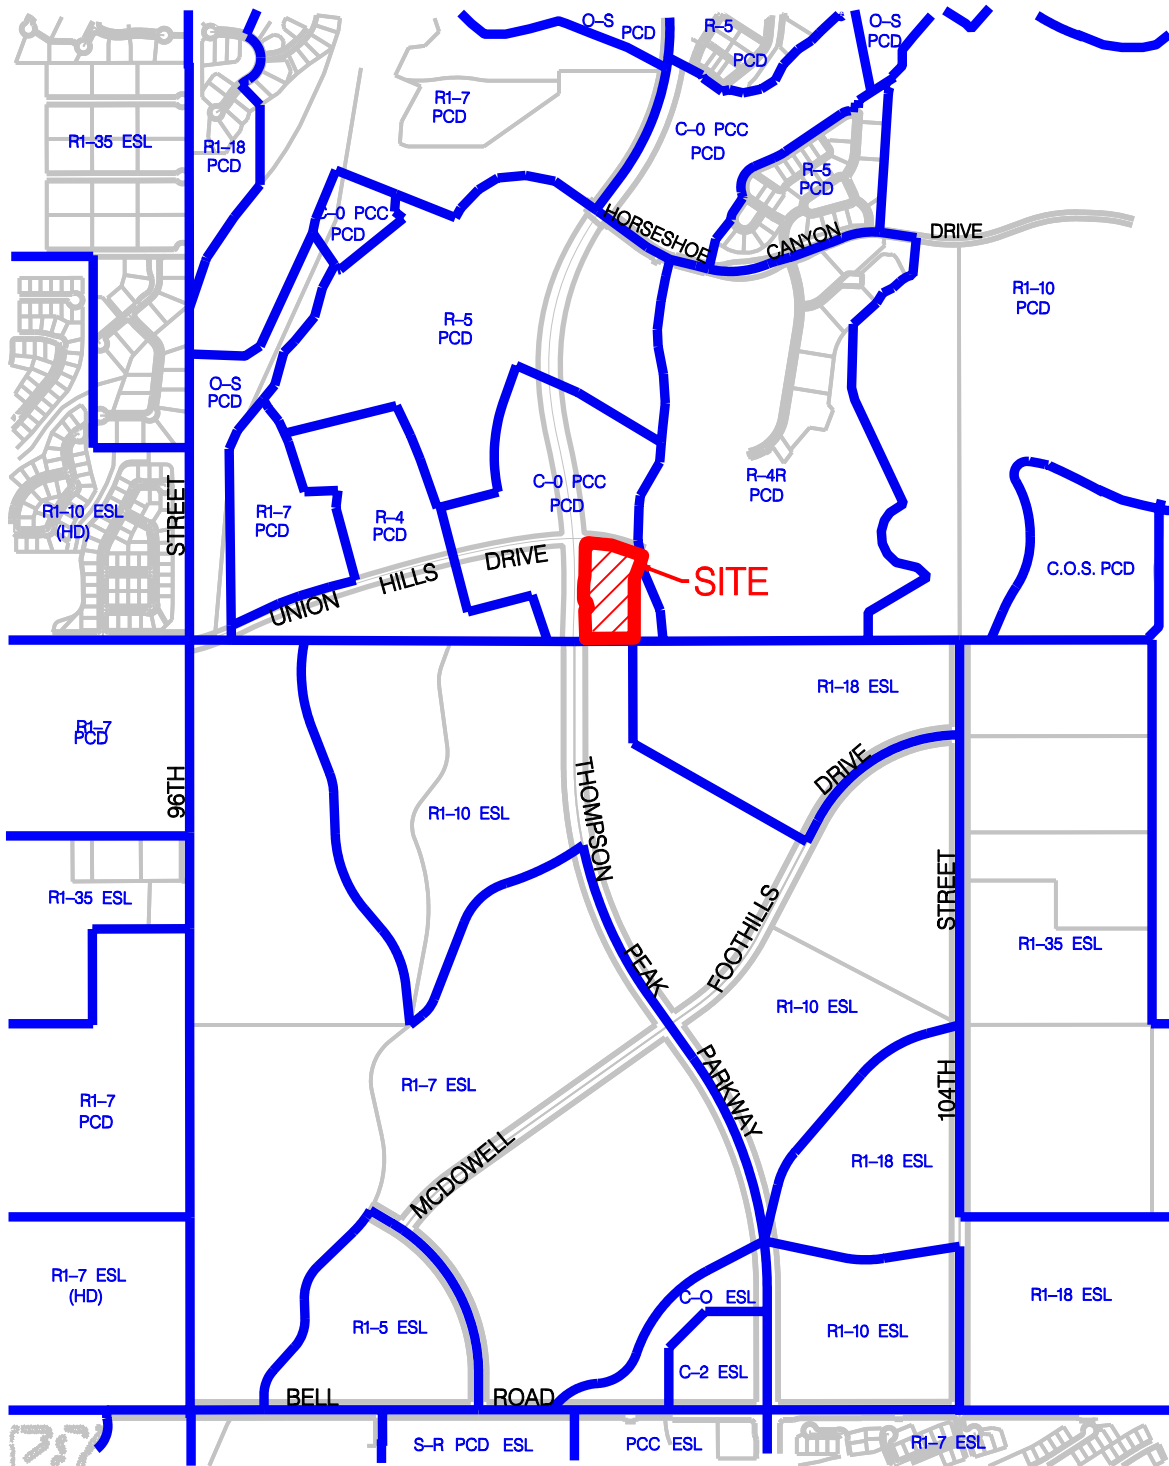 O-S
PCD
R-5
PCD
O-S
PCD
R1-7
PCD
R1-35 ESL
R1-18
PCD
C-0 PCC
PCD
R-5
PCD
C-0 PCC
PCD
HORSESHOE
CANYON
DRIVE
R1-10
PCD
R-5
PCD
O-S
PCD
STREET
R1-10 ESL
(HD)
R1-7
PCD
R-4
PCD
C-0 PCC
PCD
R-4R
PCD
UNION
HILLS
DRIVE
SITE
C.O.S. PCD
R1-7
PCD
R1-18 ESL
96TH
THOMPSON
DRIVE
R1-10 ESL
R1-35 ESL
STREET
FOOTHILLS
PEAK
R1-35 ESL
R1-10 ESL
R1-7
PCD
R1-7 ESL
PARKWAY
104TH
MCDOWELL
R1-18 ESL
R1-7 ESL
(HD)
R1-5 ESL
C-O ESL
R1-10 ESL
R1-18 ESL
C-2 ESL
BELL
ROAD
S-R PCD ESL
PCC ESL
R1-7 ESL